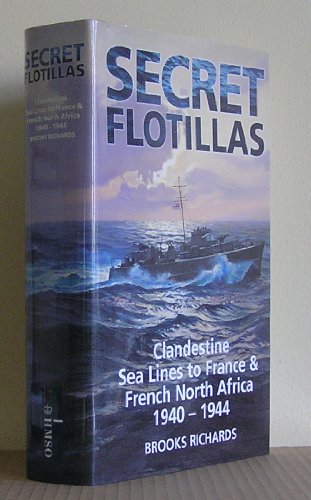 SECRET
FLOTILLAS
Clandestine
Sea Lines to France &
French North Africa
1940 - 1944
BROOKS RICHARDS
SECRET
FLOTILLAS
Clandestine
Sea Lines to France &
French North Africa
1940 - 1944
BROOKS RICHARDS
HMSO